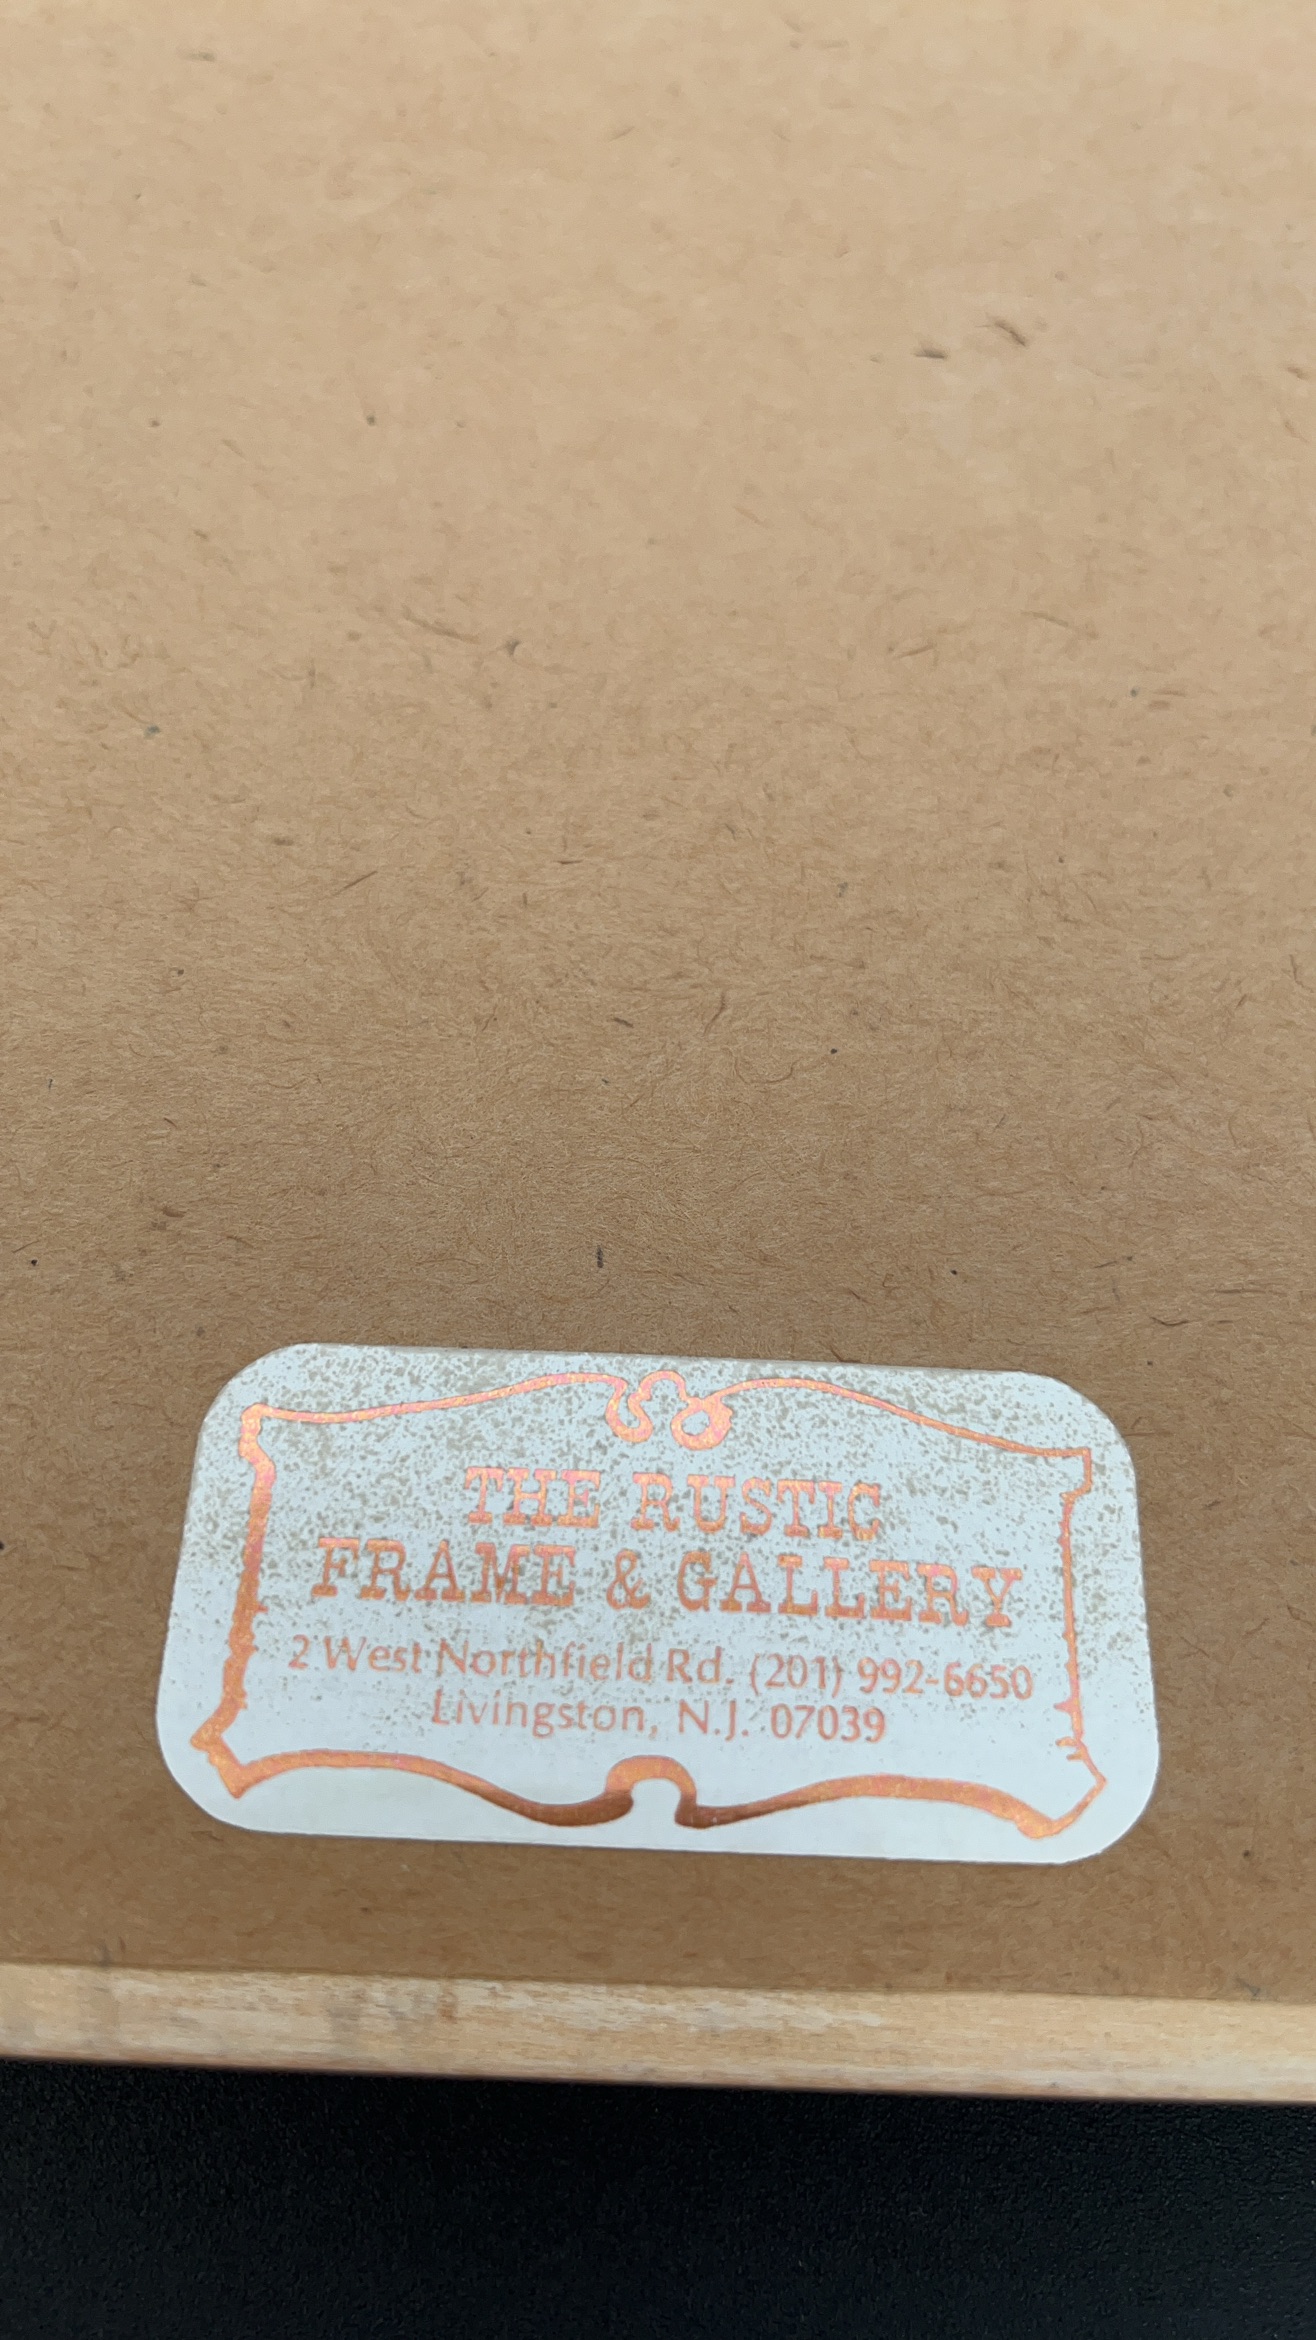 THE RUSTIC
FRAME & GALLERY
2 West Northfield Rd. (201) 992-6650
Livingston, N.J. 07039